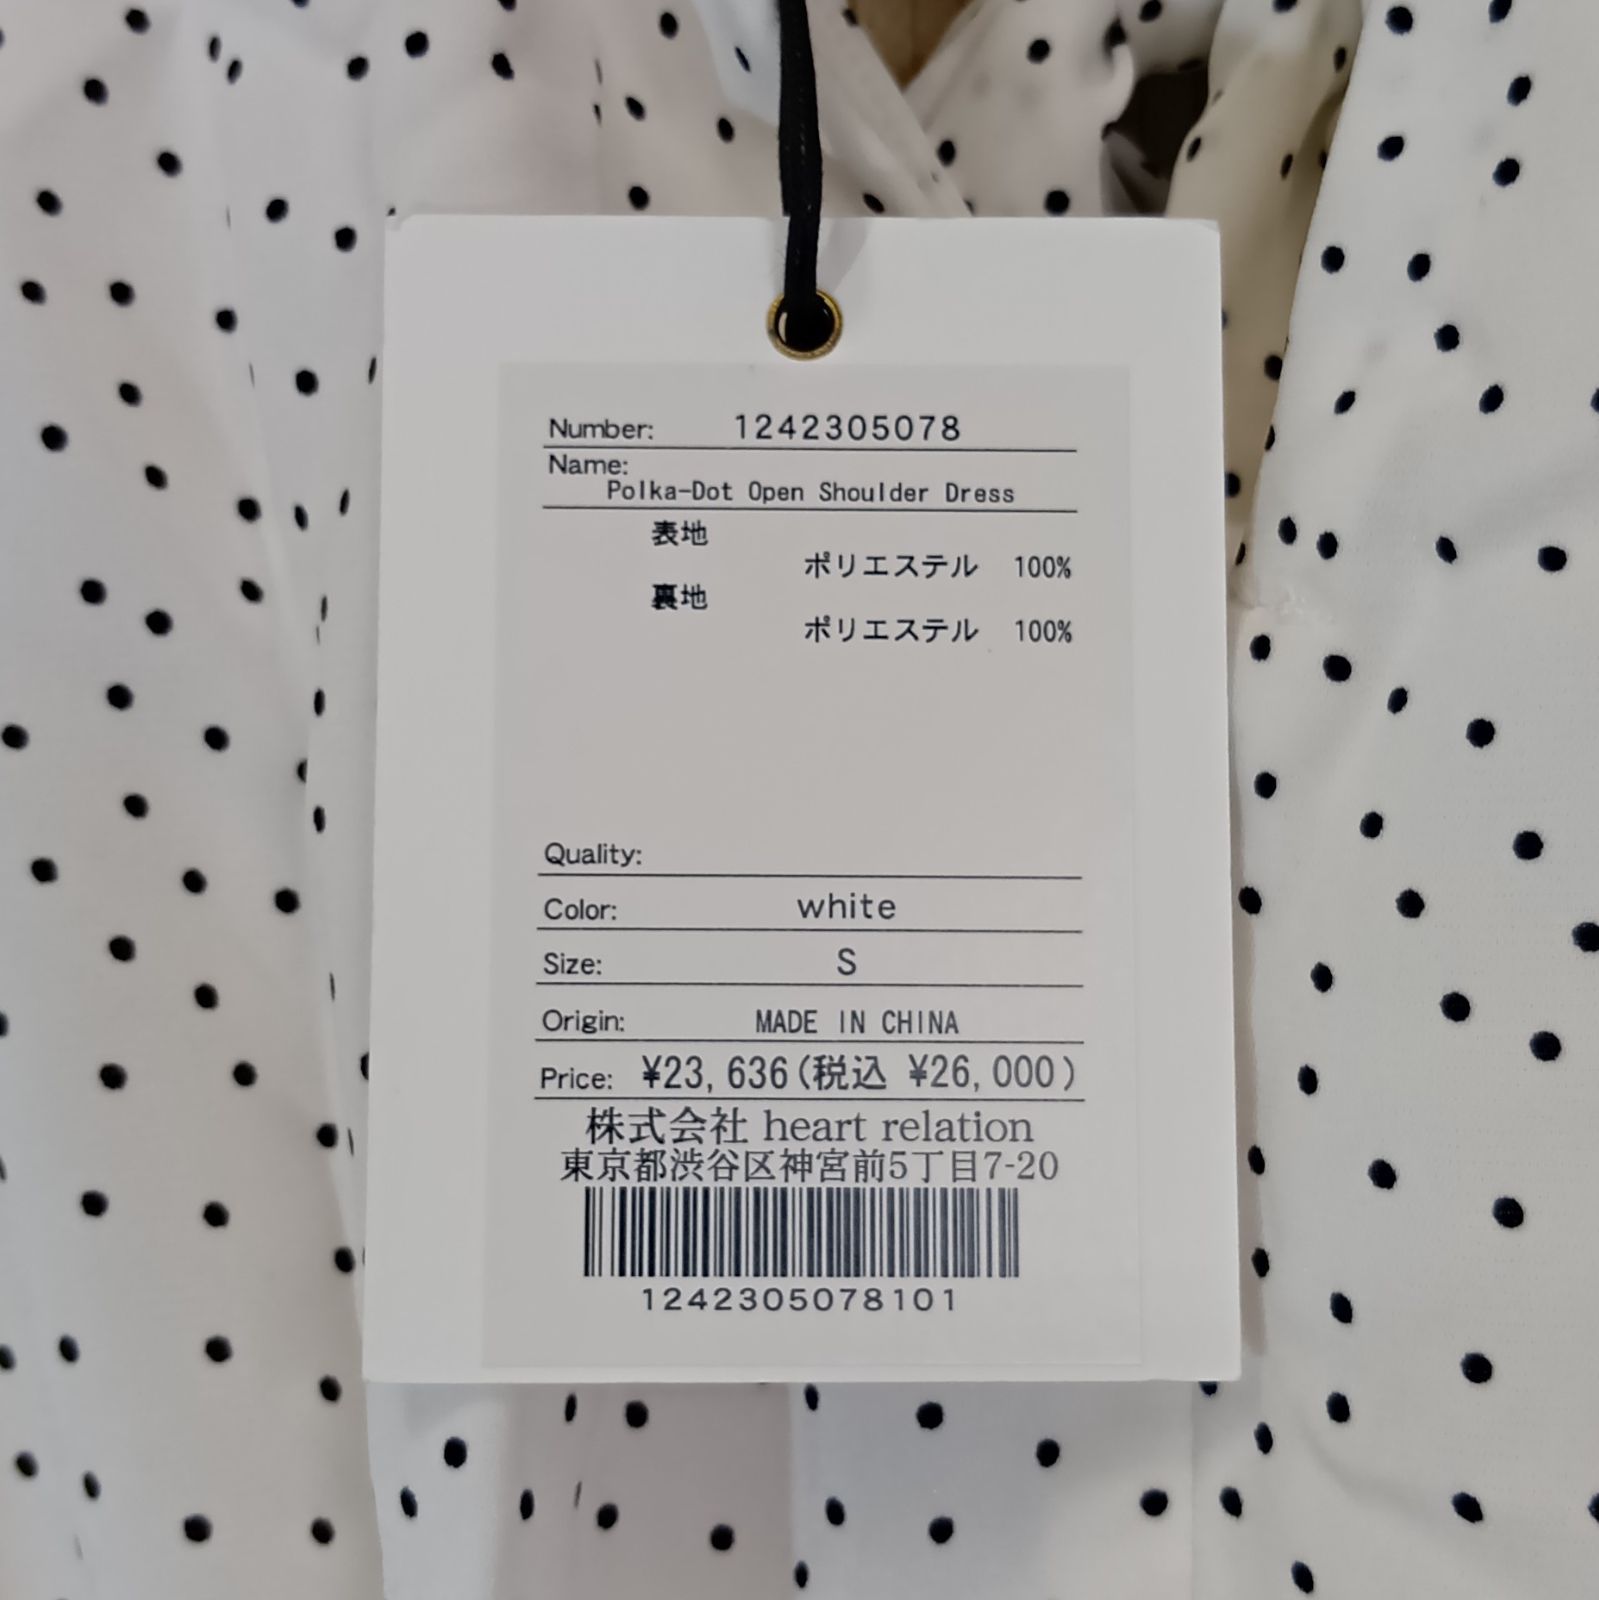 Number: 1242305078
Name:
Polka-Dot Open Shoulder Dress
表地
ポリエステル 100%
裏地
ポリエステル 100%
Quality:
Color: white
Size: S
Origin: MADE IN CHINA
Price: ¥23,636(税込 ¥26,000)
株式会社 heart relation
東京都渋谷区神宮前5丁目7-20
1242305078101